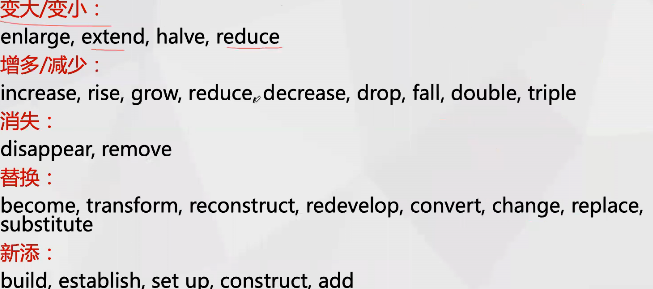 变大/变小：
enlarge, extend, halve, reduce
增多/减少：
increase, rise, grow, reduce, decrease, drop, fall, double, triple
消失：
disappear, remove
替换：
become, transform, reconstruct, redevelop, convert, change, replace,
substitute
新添：
build, establish, set up, construct, add